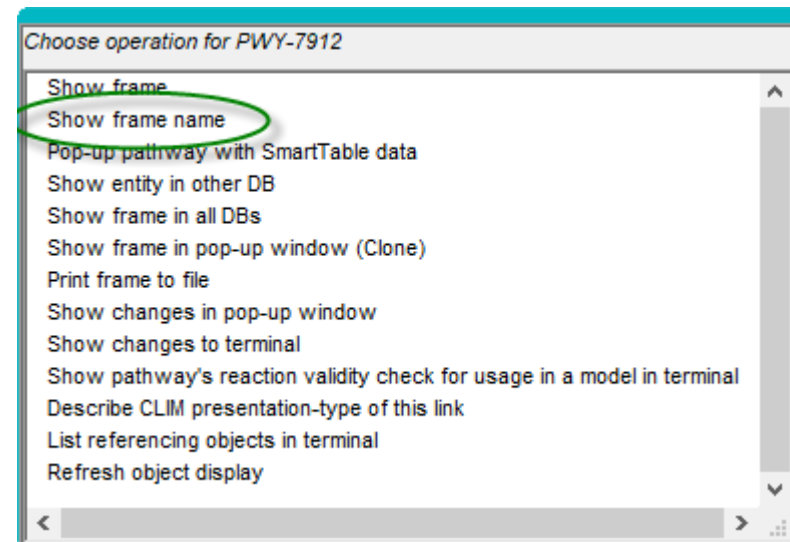 Choose operation for PWY-7912
Show frame
Show frame name
Pop-up pathway with SmartTable data
Show entity in other DB
Show frame in all DBs
Show frame in pop-up window (Clone)
Print frame to file
Show changes in pop-up window
Show changes to terminal
Show pathway's reaction validity check for usage in a model in terminal
Describe CLIM presentation-type of this link
List referencing objects in terminal
Refresh object display